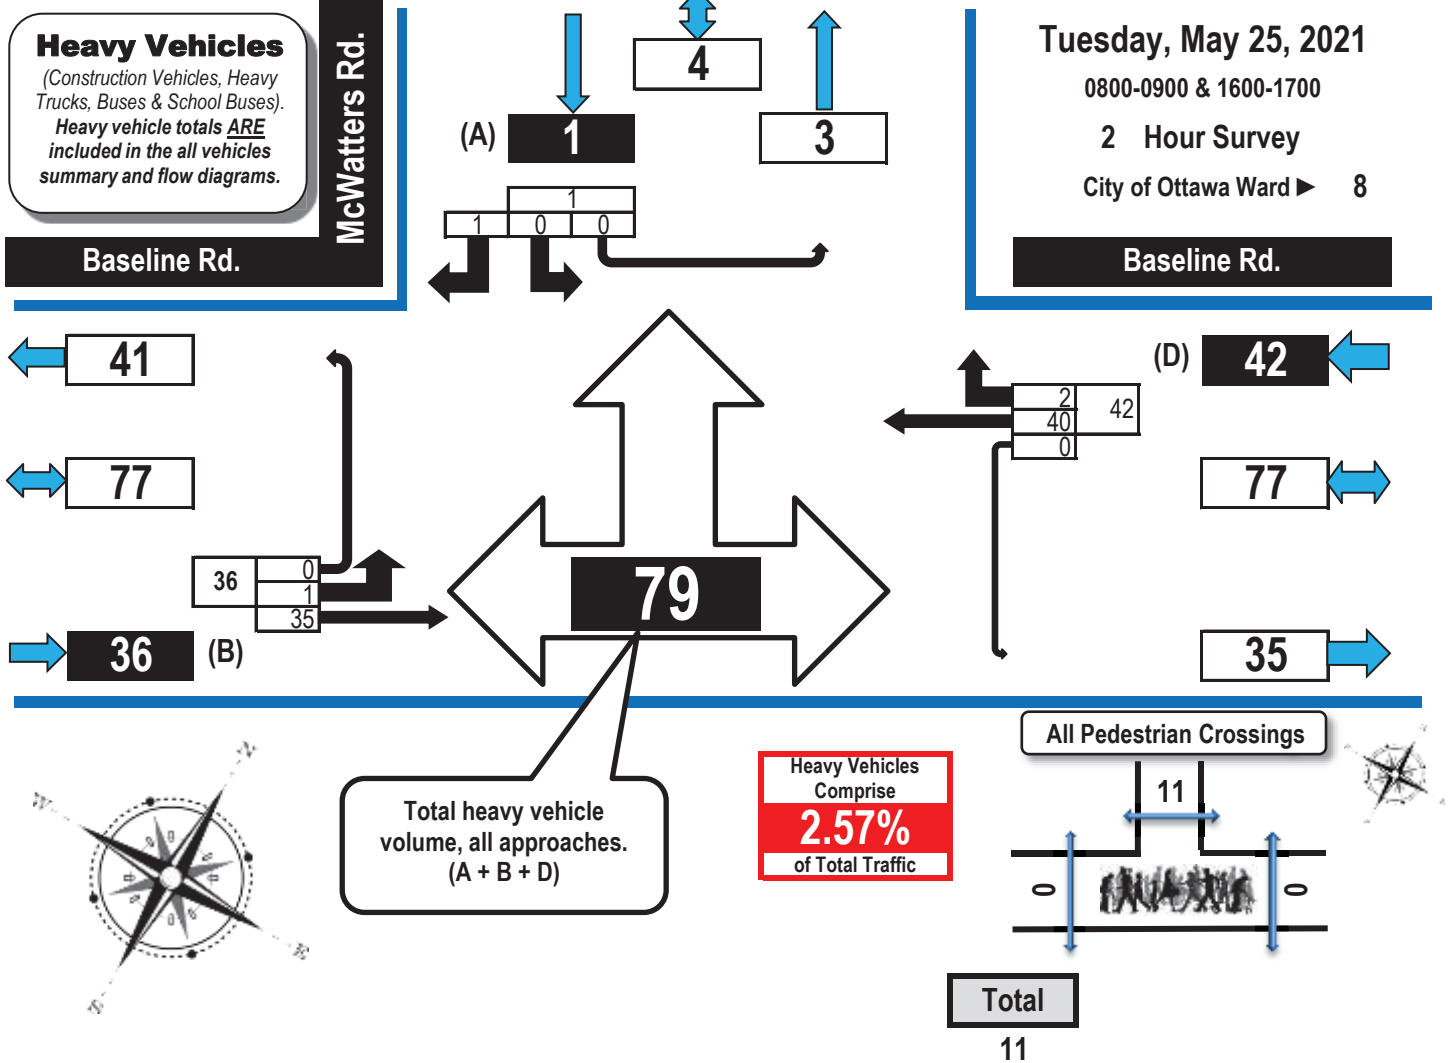 Heavy Vehicles
(Construction Vehicles, Heavy
Trucks, Buses & School Buses).
Heavy vehicle totals ARE
included in the all vehicles
summary and flow diagrams.
McWatters Rd.
Baseline Rd.
4
(A)
1
3
1
1 0 0
Tuesday, May 25, 2021
0800-0900 & 1600-1700
2 Hour Survey
City of Ottawa Ward ► 8
Baseline Rd.
41
77
36
0
1
35
36
(B)
79
(D)
42
2
40
0
42
77
35
Total heavy vehicle
volume, all approaches.
(A + B + D)
Heavy Vehicles
Comprise
2.57%
of Total Traffic
All Pedestrian Crossings
11
0
0
Total
11
N
W
E
S